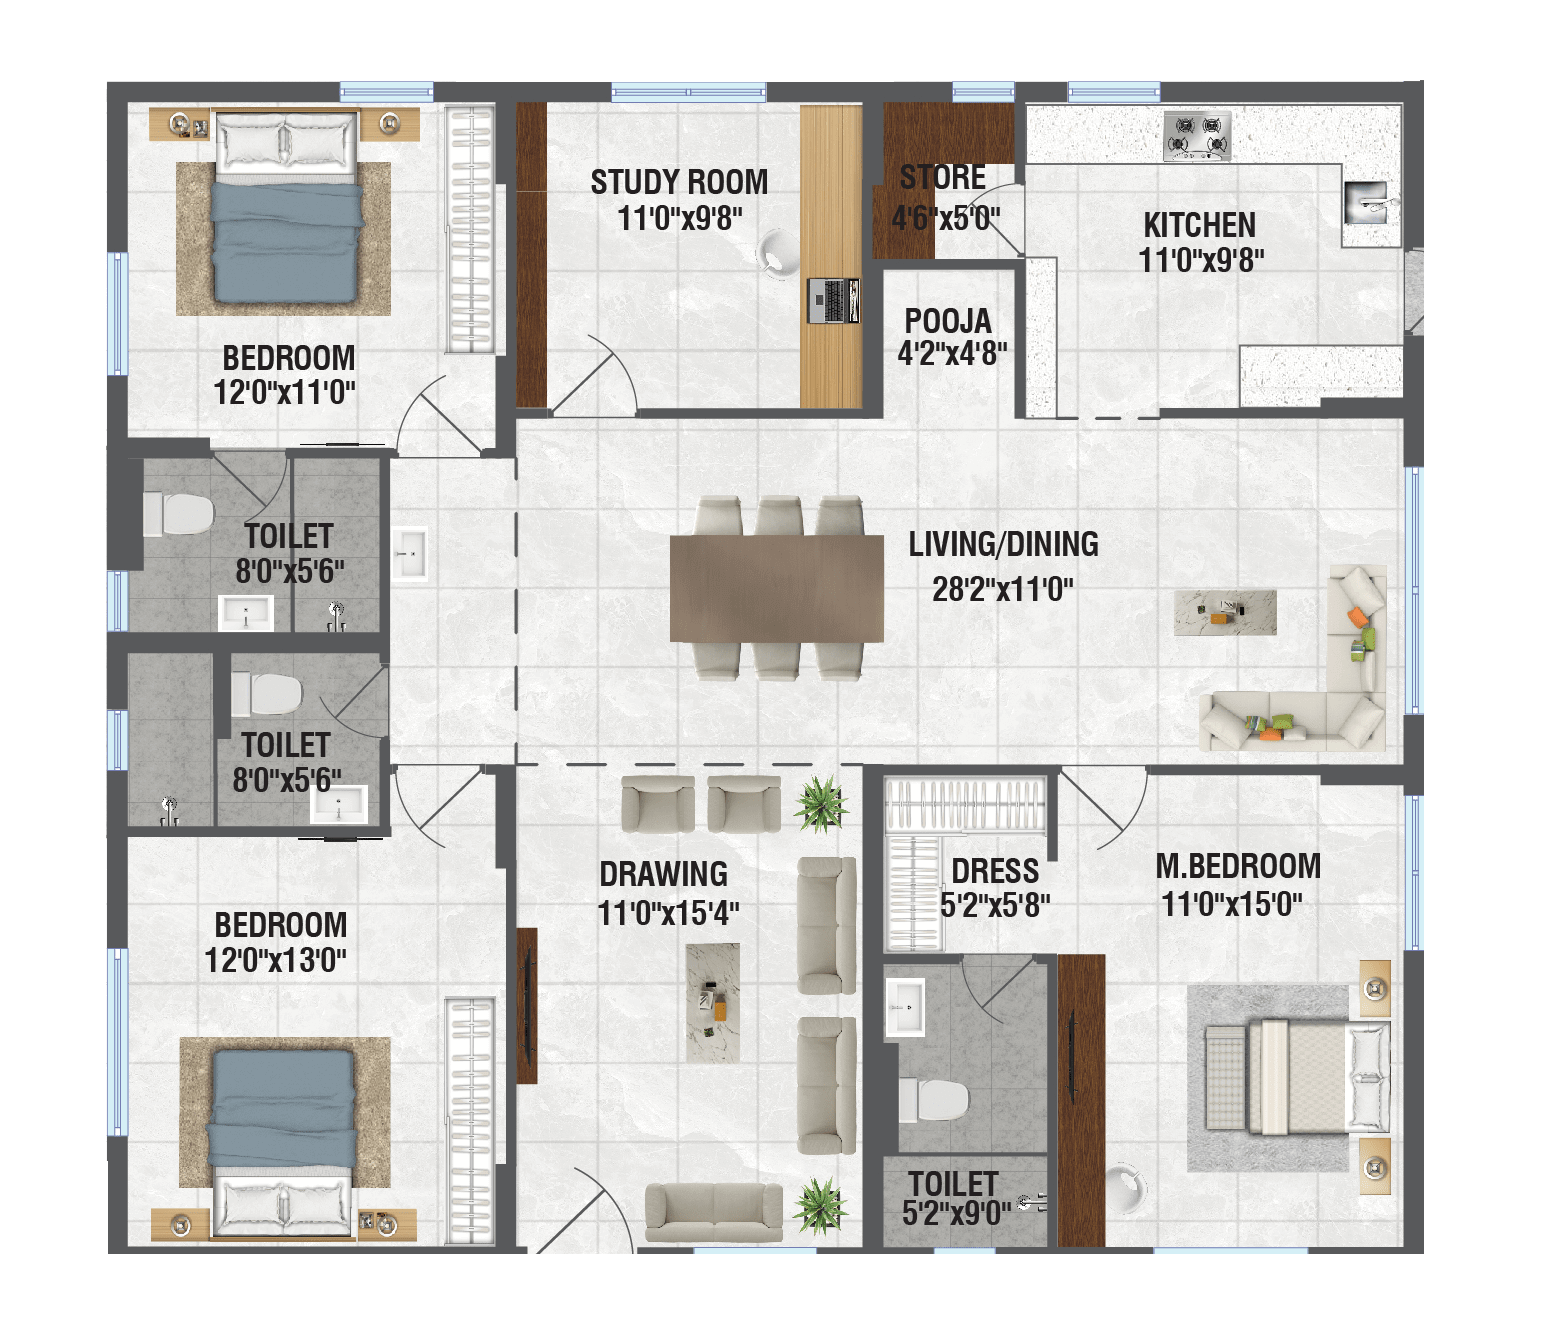 STUDY ROOM
11'0"x9'8"
STORE
4'6"x5'0"
KITCHEN
11'0"x9'8"
POOJA
4'2"x4'8"
BEDROOM
12'0"x11'0"
TOILET
8'0"x5'6"
LIVING/DINING
28'2"x11'0"
TOILET
8'0"x5'6"
DRAWING
11'0"x15'4"
DRESS
5'2"x5'8"
M.BEDROOM
11'0"x15'0"
BEDROOM
12'0"x13'0"
TOILET
5'2"x9'0"